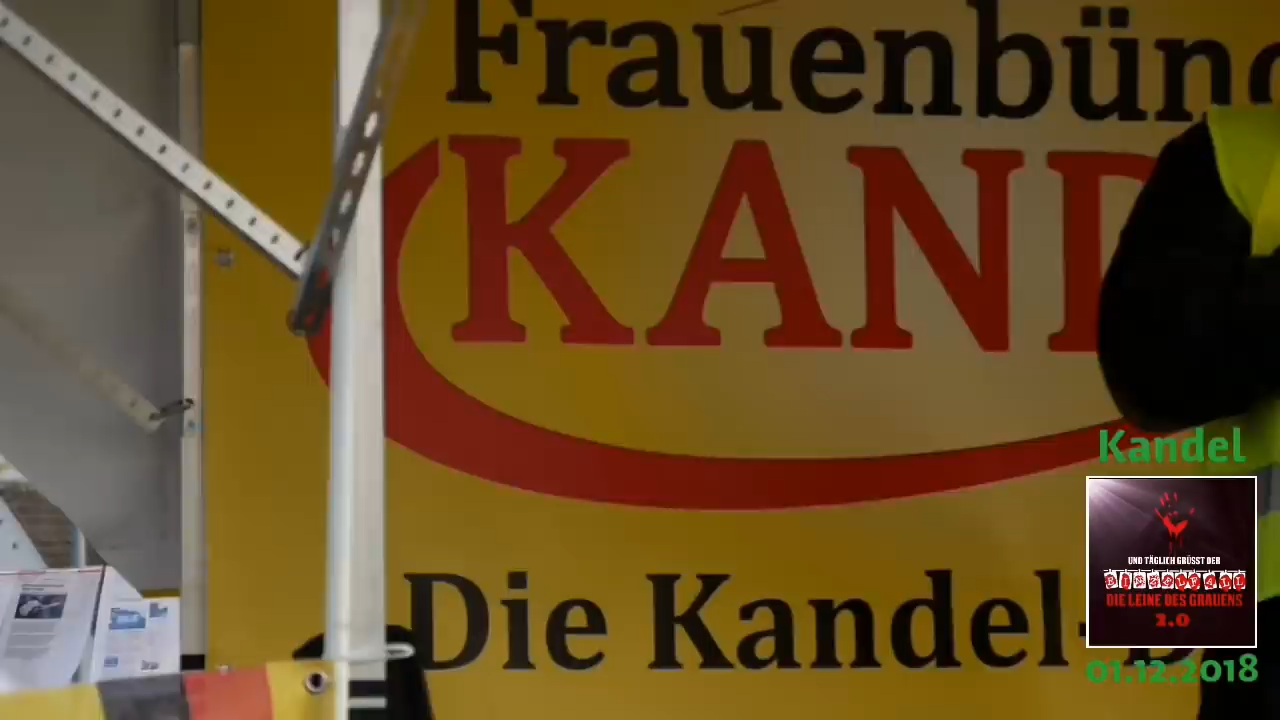 Frauenbün
KAND
Die Kandel-
Kandel
UND TÄGLICH GRÜSST DER
DIE LEINE DES GRAUENS
2.0
01.12.2018